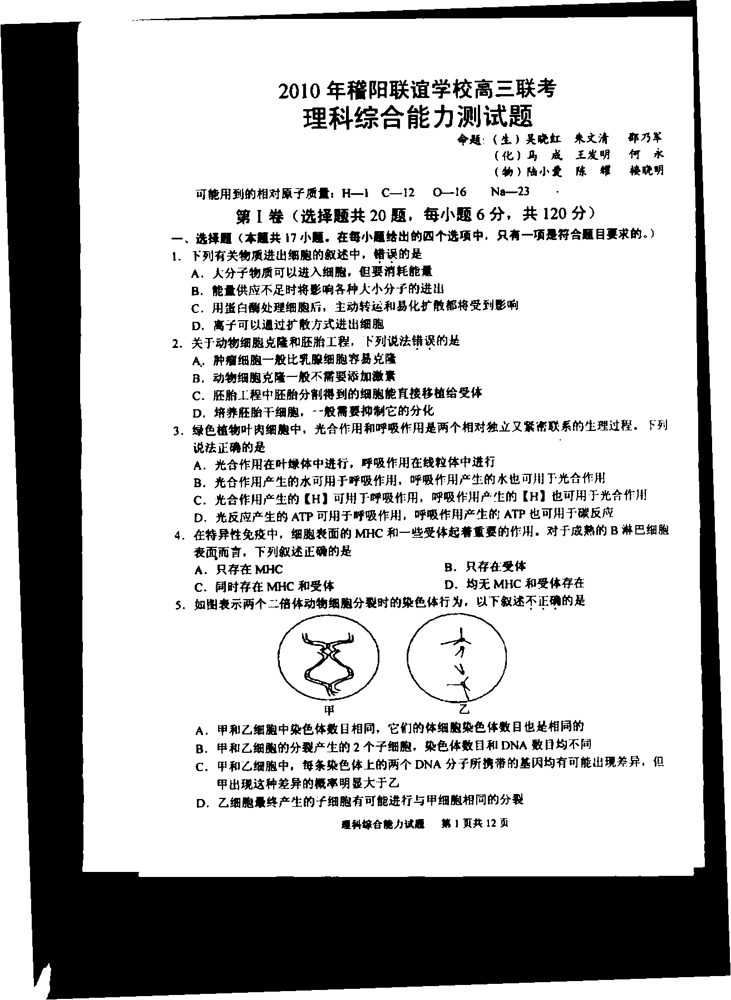 2010 年稽阳联谊学校高三联考
理科综合能力测试题
命题:(生)吴晓红 朱文清 邵乃军
(化)马 成 王发明 何 永
(物)陆小爱 陈 耀 楼晓明
可能用到的相对原子质量:H—1 C—12 O—16 Na—23
第 I 卷(选择题共 20 题,每小题 6 分,共 120 分)
一、选择题(本题共 17 小题。在每小题给出的四个选项中,只有一项是符合题目要求的。)
1. 下列有关物质进出细胞的叙述中,错误的是
A. 大分子物质可以进入细胞,但要消耗能量
B. 能量供应不足时将影响各种大小分子的进出
C. 用蛋白酶处理细胞后,主动转运和易化扩散都将受到影响
D. 离子可以通过扩散方式进出细胞
2. 关于动物细胞克隆和胚胎工程,下列说法错误的是
A. 肿瘤细胞一般比乳腺细胞容易克隆
B. 动物细胞克隆一般不需要添加激素
C. 胚胎工程中胚胎分割得到的细胞能直接移植给受体
D. 培养胚胎干细胞,一般需要抑制它的分化
3. 绿色植物叶肉细胞中,光合作用和呼吸作用是两个相对独立又紧密联系的生理过程。下列
说法正确的是
A. 光合作用在叶绿体中进行,呼吸作用在线粒体中进行
B. 光合作用产生的水可用于呼吸作用,呼吸作用产生的水也可用于光合作用
C. 光合作用产生的【H】可用于呼吸作用,呼吸作用产生的【H】也可用于光合作用
D. 光反应产生的 ATP 可用于呼吸作用,呼吸作用产生的 ATP 也可用于碳反应
4. 在特异性免疫中,细胞表面的 MHC 和一些受体起着重要的作用。对于成熟的 B 淋巴细胞
表面而言,下列叙述正确的是
A. 只存在 MHC B. 只存在受体
C. 同时存在 MHC 和受体 D. 均无 MHC 和受体存在
5. 如图表示两个二倍体动物细胞分裂时的染色体行为,以下叙述不正确的是
甲 乙
A. 甲和乙细胞中染色体数目相同,它们的体细胞染色体数目也是相同的
B. 甲和乙细胞的分裂产生的 2 个子细胞,染色体数目和 DNA 数目均不同
C. 甲和乙细胞中,每条染色体上的两个 DNA 分子所携带的基因均有可能出现差异,但
甲出现这种差异的概率明显大于乙
D. 乙细胞最终产生的子细胞有可能进行与甲细胞相同的分裂
理科综合能力试题 第 1 页共 12 页